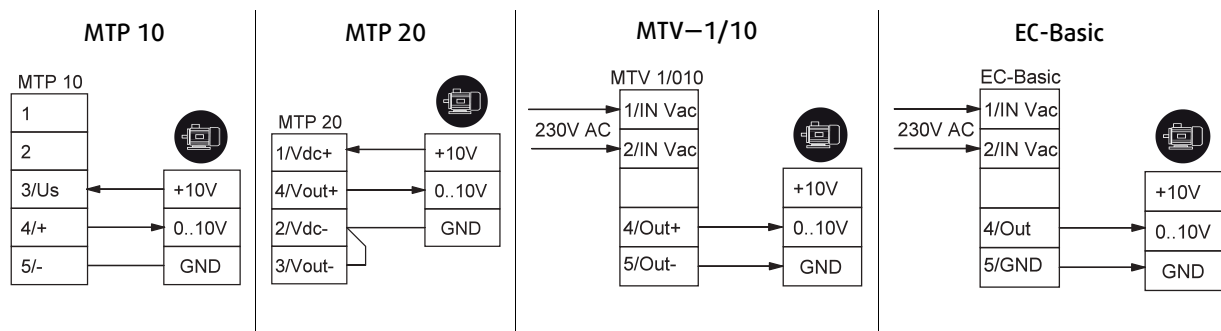 MTP 10
MTP 10
1
2
3/Us
4/+
5/-
+10V
0..10V
GND
MTP 20
MTP 20
1/Vdc+
4/Vout+
2/Vdc-
3/Vout-
+10V
0..10V
GND
MTV–1/10
MTV 1/010
230V AC
1/IN Vac
2/IN Vac
4/Out+
5/Out-
+10V
0..10V
GND
EC-Basic
EC-Basic
230V AC
1/IN Vac
2/IN Vac
4/Out
5/GND
+10V
0..10V
GND